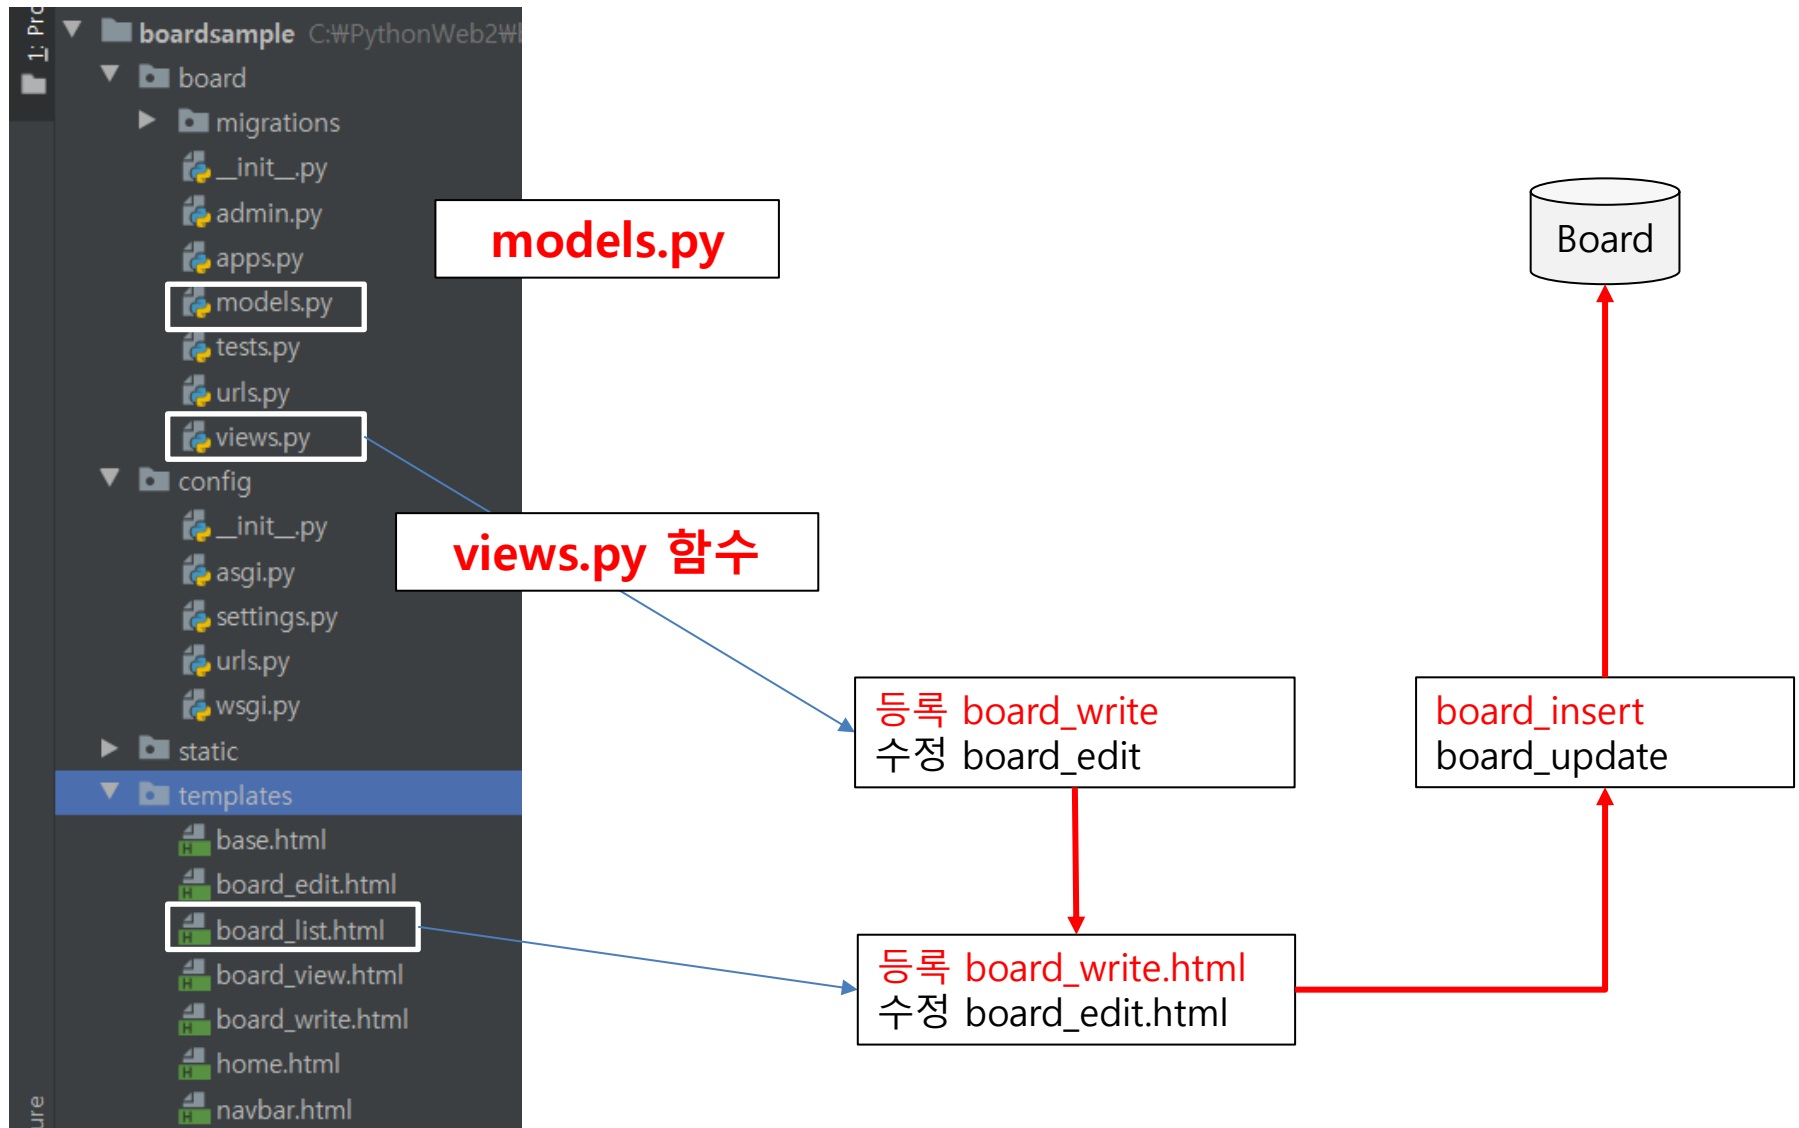 1: Pro
boardsample C:₩PythonWeb2₩
board
migrations
__init__.py
admin.py
apps.py
models.py
tests.py
urls.py
views.py
config
__init__.py
asgi.py
settings.py
urls.py
wsgi.py
static
templates
base.html
board_edit.html
board_list.html
board_view.html
board_write.html
home.html
navbar.html
ure
models.py
views.py 함수
등록 board_write
수정 board_edit
등록 board_write.html
수정 board_edit.html
board_insert
board_update
Board